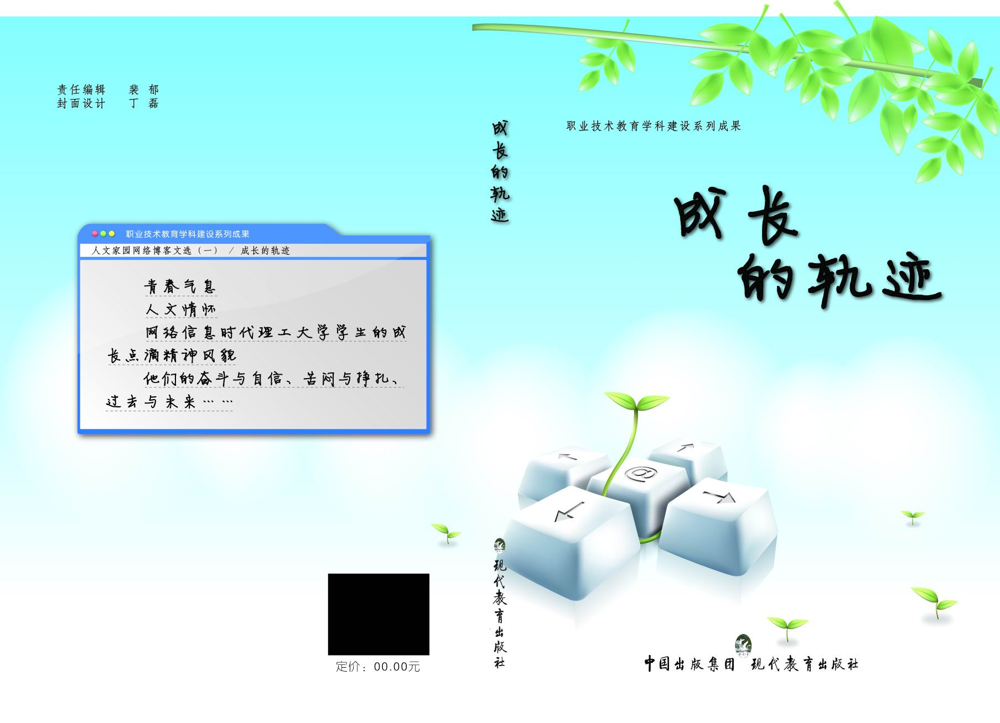 责任编辑 裴 郁
封面设计 丁 磊
职业技术教育学科建设系列成果
人文家园网络博客文选（一） / 成长的轨迹
青春气息
人文情怀
网络信息时代理工大学学生的成
长点滴精神风貌
他们的奋斗与自信、苦闷与挣扎、
过去与未来……
定价：00.00元
成长的轨迹
现代教育出版社
职业技术教育学科建设系列成果
成长
的轨迹
@
中国出版集团 现代教育出版社